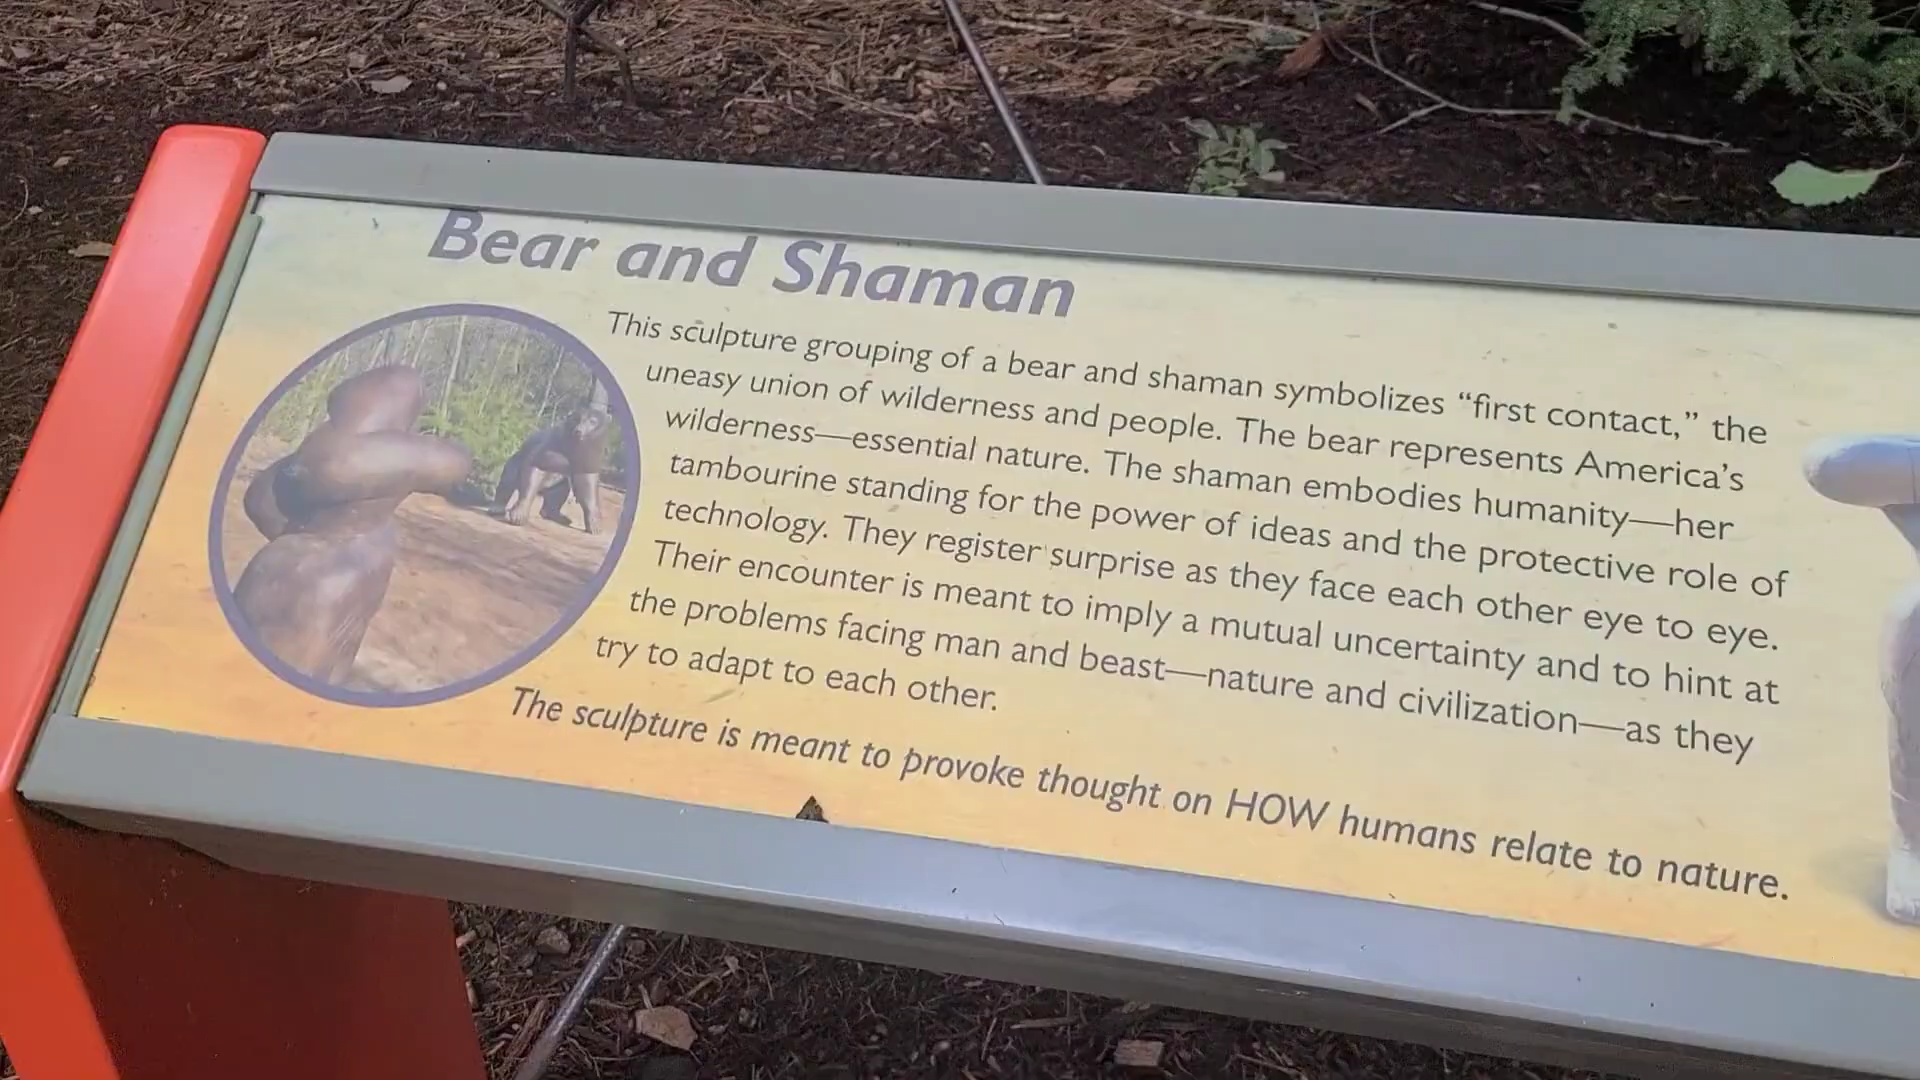 Bear and Shaman
This sculpture grouping of a bear and shaman symbolizes “first contact,” the
uneasy union of wilderness and people. The bear represents America’s
wilderness—essential nature. The shaman embodies humanity—her
tambourine standing for the power of ideas and the protective role of
technology. They register surprise as they face each other eye to eye.
Their encounter is meant to imply a mutual uncertainty and to hint at
the problems facing man and beast—nature and civilization—as they
try to adapt to each other.
The sculpture is meant to provoke thought on HOW humans relate to nature.